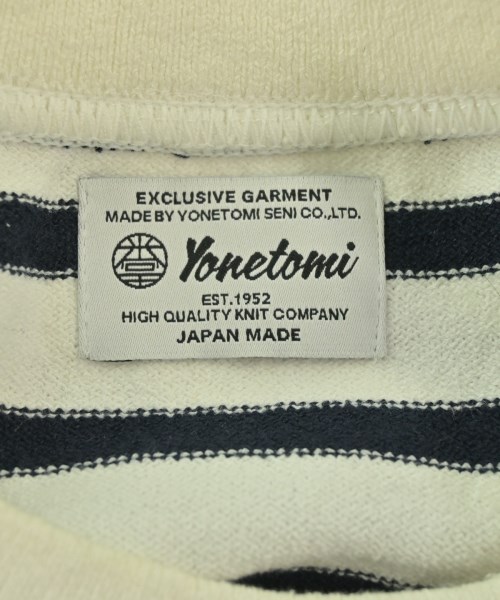 EXCLUSIVE GARMENT
MADE BY YONETOMI SENI CO.,LTD.
Yonetomi
EST.1952
HIGH QUALITY KNIT COMPANY
JAPAN MADE